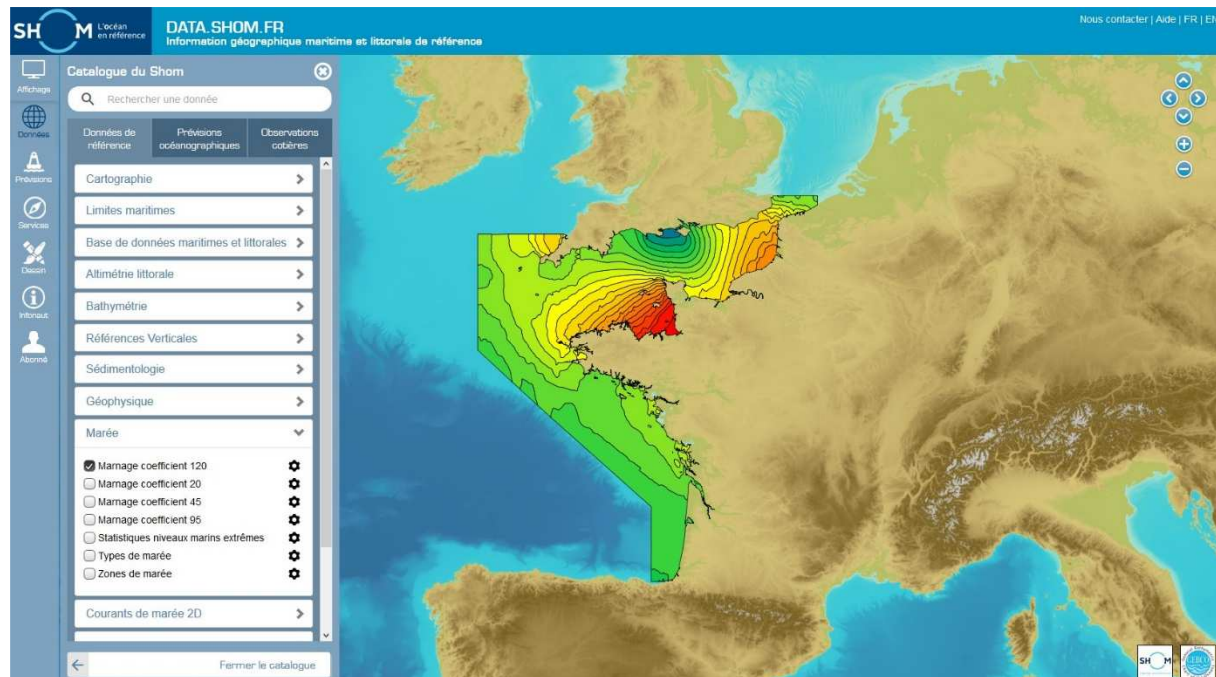 SHOM
L'océan
en référence
DATA.SHOM.FR
Information géographique maritime et littorale de référence
Nous contacter | Aide | FR | EN
Affichage
Données
Prévisions
Services
Dessin
Infonaut
Abonné
Catalogue du Shom
Rechercher une donnée
Données de
référence
Prévisions
océanographiques
Observations
cotières
Cartographie
Limites maritimes
Base de données maritimes et littorales
Altimétrie littorale
Bathymétrie
Références Verticales
Sédimentologie
Géophysique
Marée
Marnage coefficient 120
Marnage coefficient 20
Marnage coefficient 45
Marnage coefficient 95
Statistiques niveaux marins extrêmes
Types de marée
Zones de marée
Courants de marée 2D
Fermer le catalogue
SHOM
GEBCO